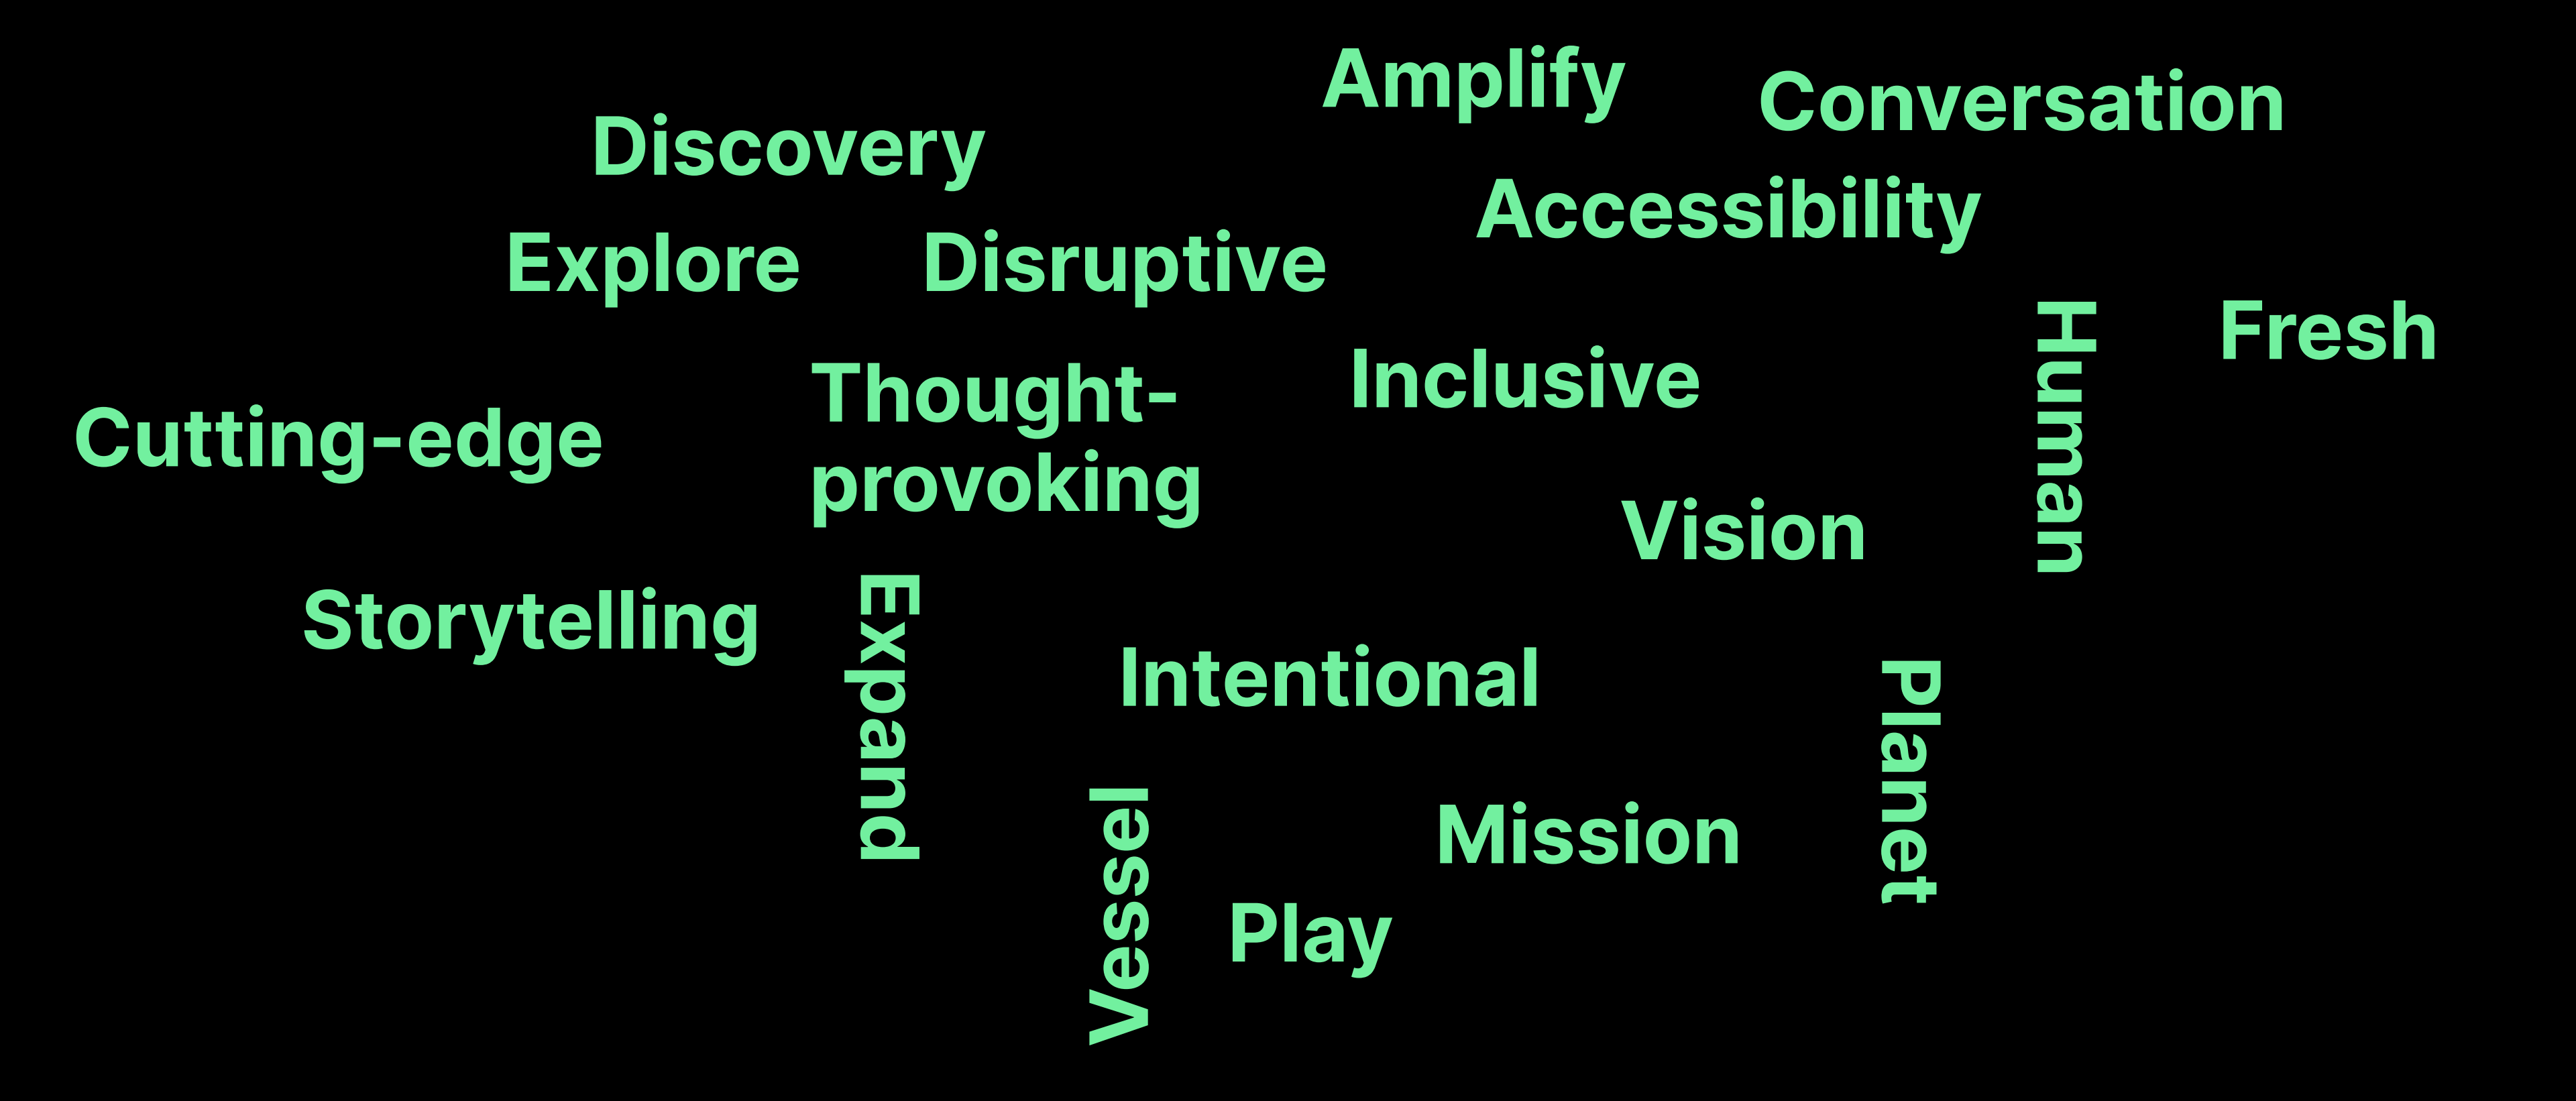 Amplify
Conversation
Discovery
Accessibility
Explore
Disruptive
Human
Fresh
Inclusive
Thought-
provoking
Cutting-edge
Vision
Storytelling
Expand
Intentional
Planet
Vessel
Mission
Play